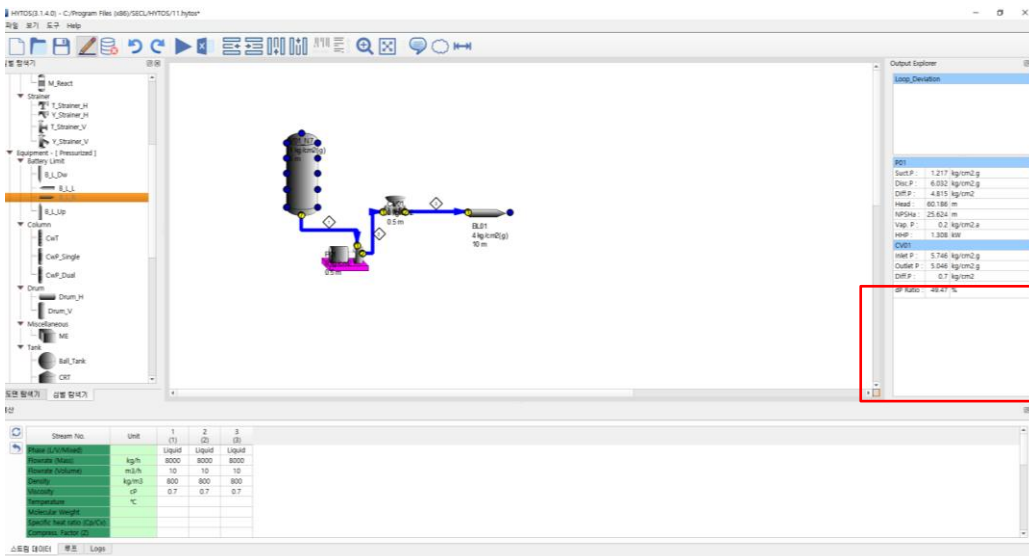 HYTOS(3.1.4.0) - C:/Program Files (x86)/SECL/HYTOS/11.hytos*
파일 보기 도구 Help
Output Explorer
M_React
Strainer
T_Strainer_H
Y_Strainer_H
T_Strainer_V
Y_Strainer_V
Equipment - [ Pressurized ]
Battery Limit
B_L_Dw
B_L_L
B_L_Up
Column
CwT
CwP_Single
CwP_Dual
Drum
Drum_H
Drum_V
Miscellaneous
ME
Tank
Ball_Tank
CRT
심벌 탐색기
1
2
3
0.5 m
0.5 m
BL01
4 kg/cm2(g)
10 m
Loop_Deviation
P01
Suct.P : 1.217 kg/cm2.g
Disc.P : 6.032 kg/cm2.g
Diff.P : 4.815 kg/cm2
Head : 60.186 m
NPSHa : 25.624 m
Vap. P : 0.2 kg/cm2.a
HHP : 1.308 kW
CV01
Inlet P : 5.746 kg/cm2.g
Outlet P : 5.046 kg/cm2.g
Diff.P : 0.7 kg/cm2
dP Ratio : 49.47 %
Stream No. Unit 1 (1) 2 (2) 3 (3)
Phase (L/V/Mixed) Liquid Liquid Liquid
Flowrate (Mass) kg/h 8000 8000 8000
Flowrate (Volume) m3/h 10 10 10
Density kg/m3 800 800 800
Viscosity cP 0.7 0.7 0.7
Temperature ℃
Molecular Weight
Specific heat ratio (Cp/Cv)
Compress. Factor (Z)
스트림 데이터 루프 Logs